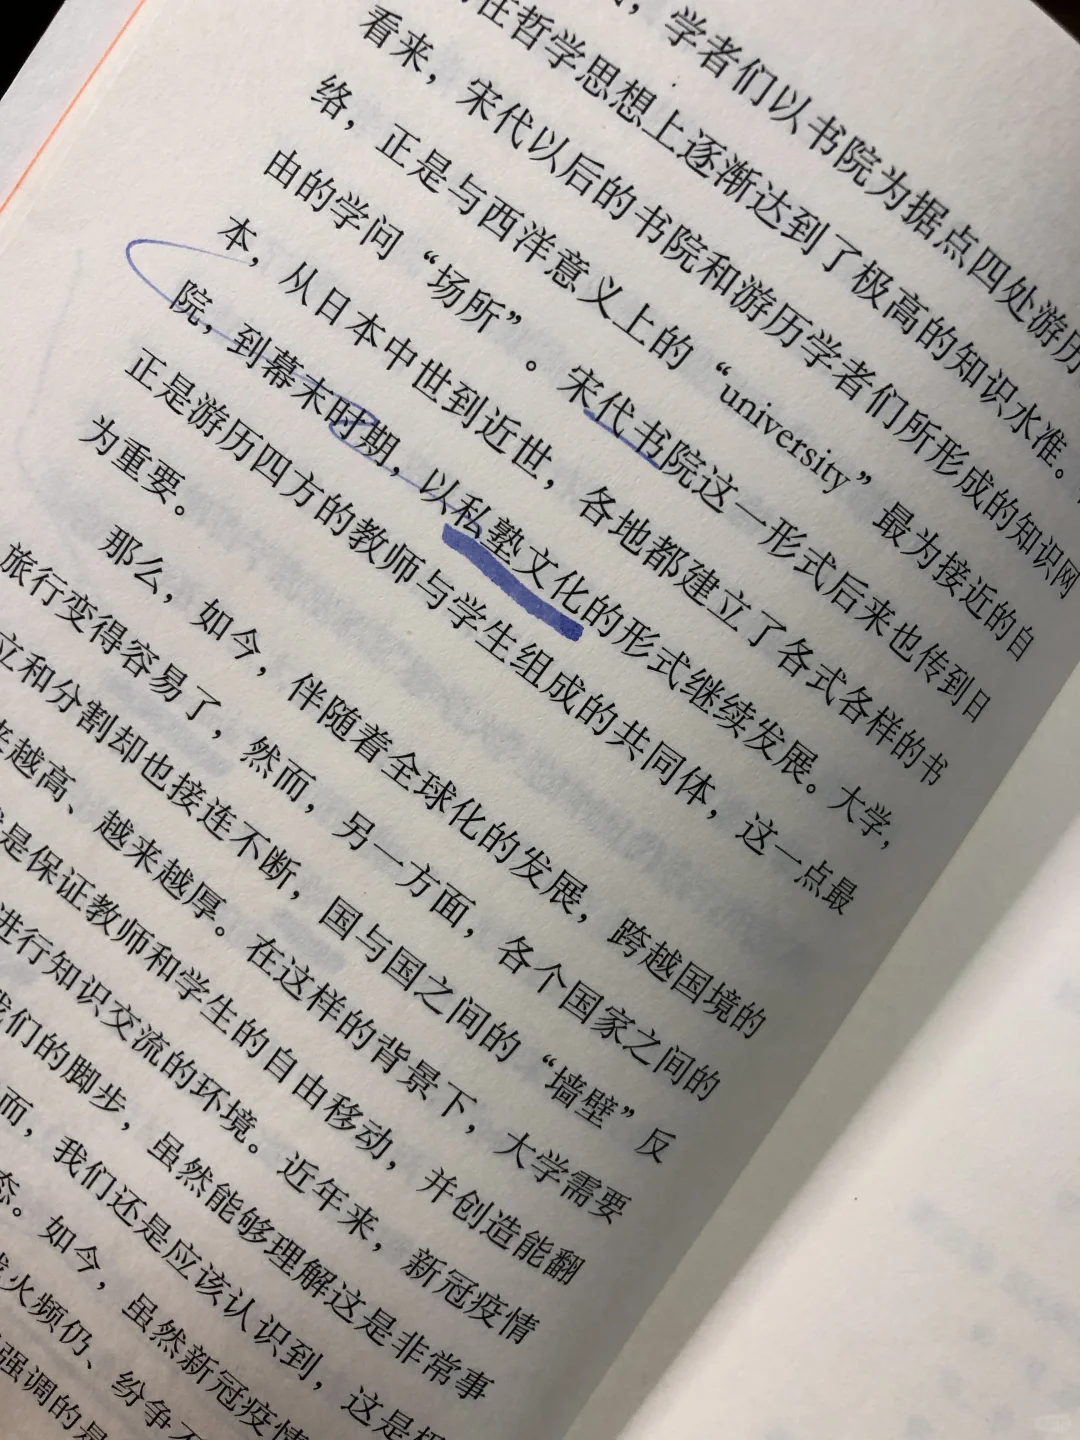 ，学者们以书院为据点四处游历
在哲学思想上逐渐达到了极高的知识水准。
看来，宋代以后的书院和游历学者们所形成的知识网
络，正是与西洋意义上的“university”最为接近的自
由的学问“场所”。宋代书院这一形式后来也传到日
本，从日本中世到近世，各地都建立了各式各样的书
院，到幕末时期，以私塾文化的形式继续发展。大学，
正是游历四方的教师与学生组成的共同体，这一点最
为重要。
那么，如今，伴随着全球化的发展，跨越国境的
旅行变得容易了，然而，另一方面，各个国家之间的
立和分割却也接连不断，国与国之间的“墙壁”反
越高、越来越厚。在这样的背景下，大学需要
是保证教师和学生的自由移动，并创造能翻
进行知识交流的环境。近年来，新冠疫情
我们的脚步，虽然能够理解这是非常事
而，我们还是应该认识到，这是
态。如今，虽然新冠疫情
火频仍、纷争不
强调的是